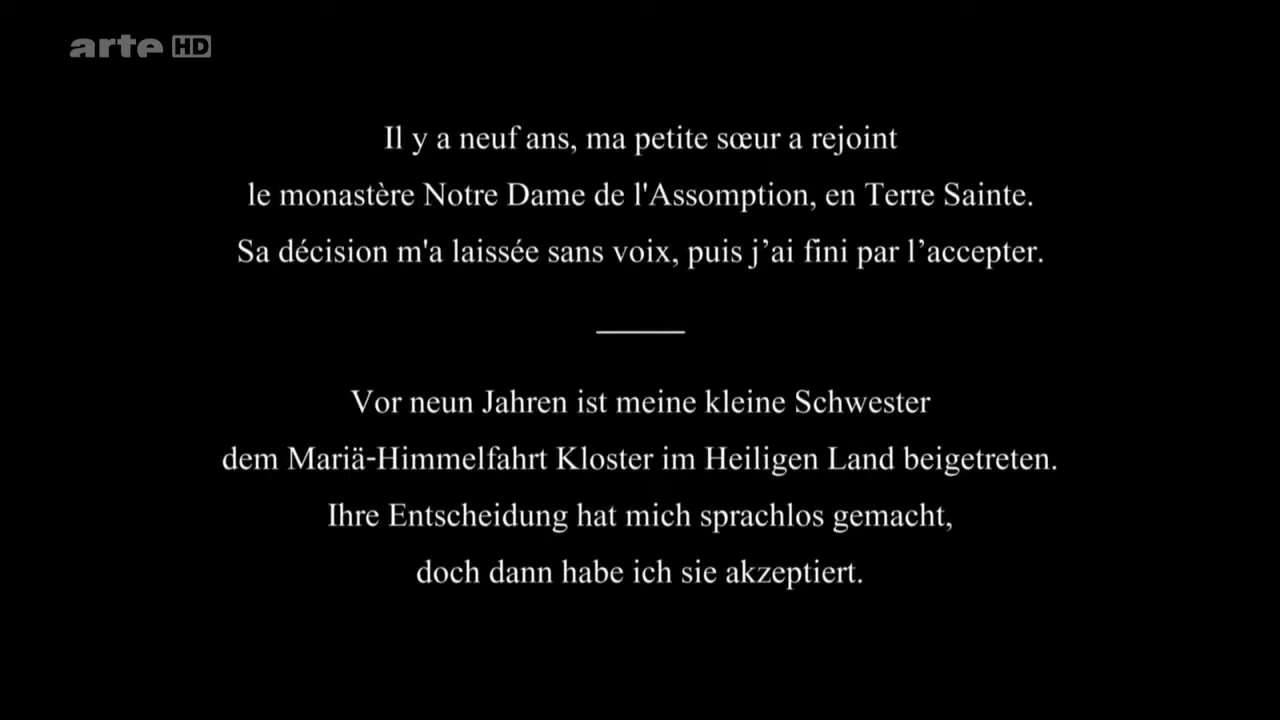 arte HD
Il y a neuf ans, ma petite sœur a rejoint
le monastère Notre Dame de l'Assomption, en Terre Sainte.
Sa décision m'a laissée sans voix, puis j’ai fini par l’accepter.
Vor neun Jahren ist meine kleine Schwester
dem Mariä-Himmelfahrt Kloster im Heiligen Land beigetreten.
Ihre Entscheidung hat mich sprachlos gemacht,
doch dann habe ich sie akzeptiert.